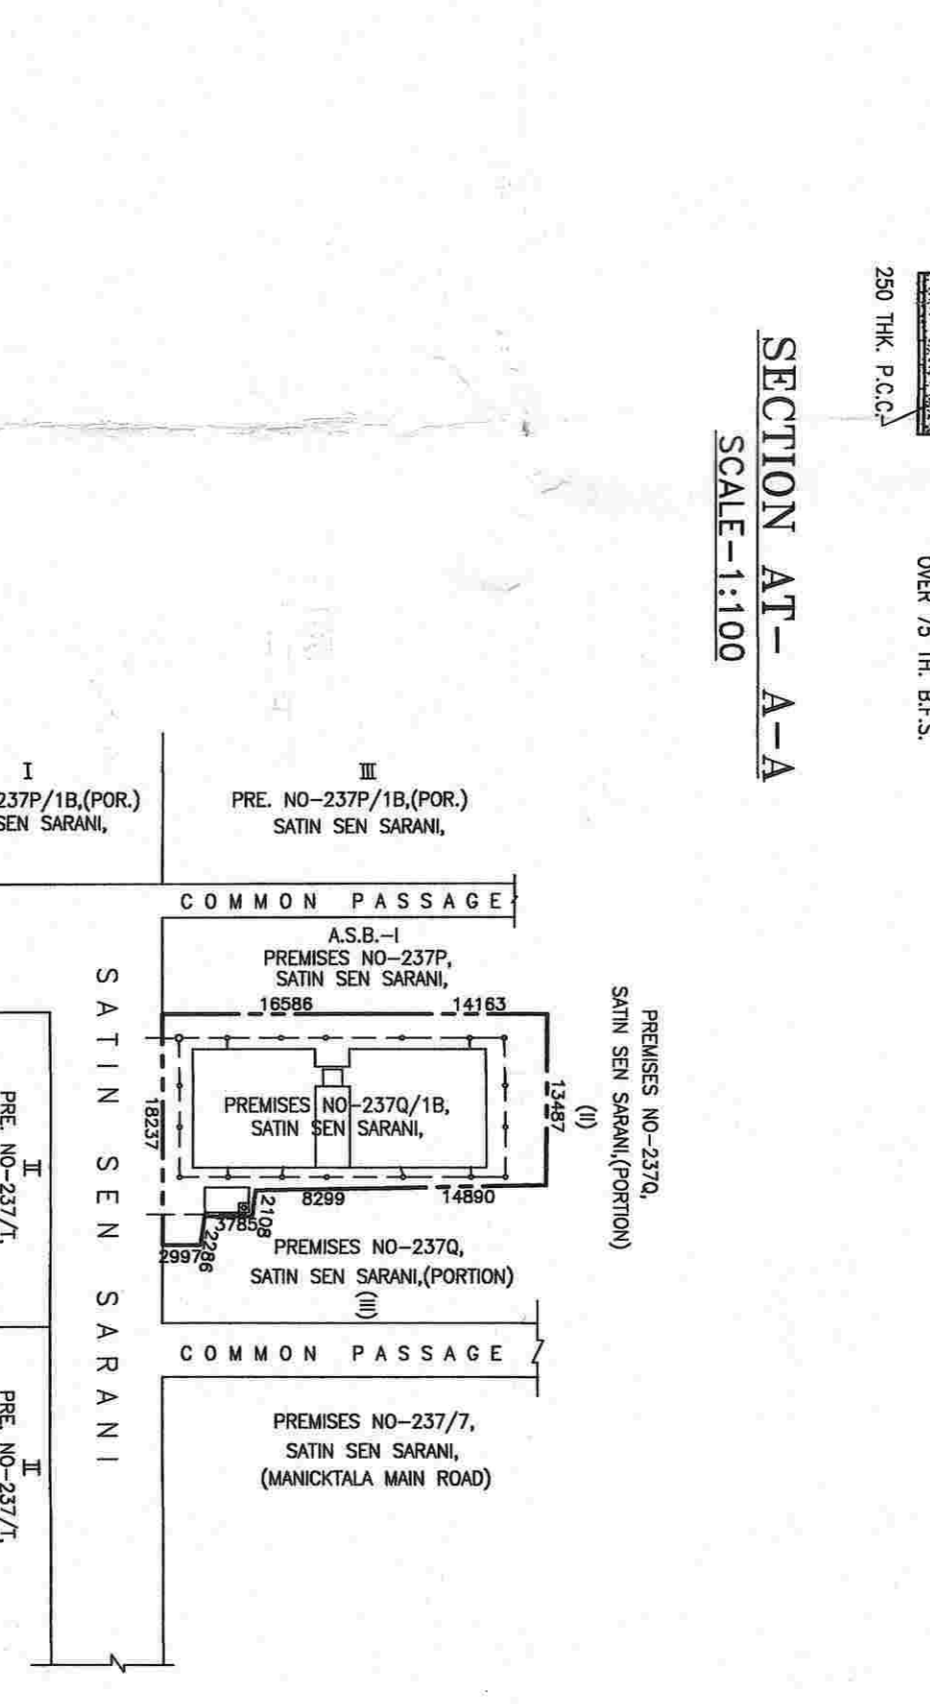 250 THK. P.C.C.
OVER 75 TH. B.F.S.
SECTION AT- A-A
SCALE-1:100
I
237P/1B,(POR.)
SEN SARANI,
III
PRE. NO-237P/1B,(POR.)
SATIN SEN SARANI,
COMMON PASSAGE
A.S.B.-I
PREMISES NO-237P,
SATIN SEN SARANI,
16586
14163
PREMISES NO-237Q,
SATIN SEN SARANI,(PORTION)
(II)
13487
18237
PREMISES NO-237Q/1B,
SATIN SEN SARANI,
8299
14890
3785
2108
2286
2997
PREMISES NO-237Q,
SATIN SEN SARANI,(PORTION)
(III)
SATIN SEN SARANI
COMMON PASSAGE
PREMISES NO-237/7,
SATIN SEN SARANI,
(MANICKTALA MAIN ROAD)
II
PRE. NO-237/T.
II
PRE. NO-237/T.